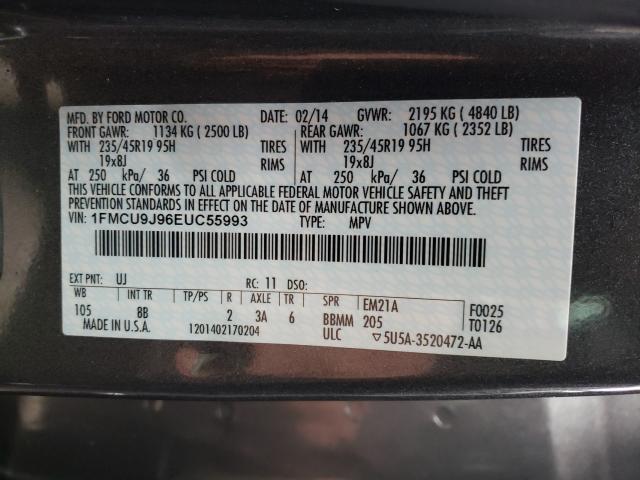 MFD. BY FORD MOTOR CO. DATE: 02/14 GVWR: 2195 KG ( 4840 LB)
FRONT GAWR: 1134 KG ( 2500 LB) REAR GAWR: 1067 KG ( 2352 LB)
WITH 235/45R19 95H TIRES WITH 235/45R19 95H TIRES
19x8J RIMS 19x8J RIMS
AT 250 kPa/ 36 PSI COLD AT 250 kPa/ 36 PSI COLD
THIS VEHICLE CONFORMS TO ALL APPLICABLE FEDERAL MOTOR VEHICLE SAFETY AND THEFT
PREVENTION STANDARDS IN EFFECT ON THE DATE OF MANUFACTURE SHOWN ABOVE.
VIN: 1FMCU9J96EUC55993 TYPE: MPV
EXT PNT: UJ RC: 11 DSO:
WB INT TR TP/PS R AXLE TR SPR EM21A F0025
105 8B 2 3A 6 BBMM 205 T0126
MADE IN U.S.A. 1201402170204 ULC ▽5U5A-3520472-AA